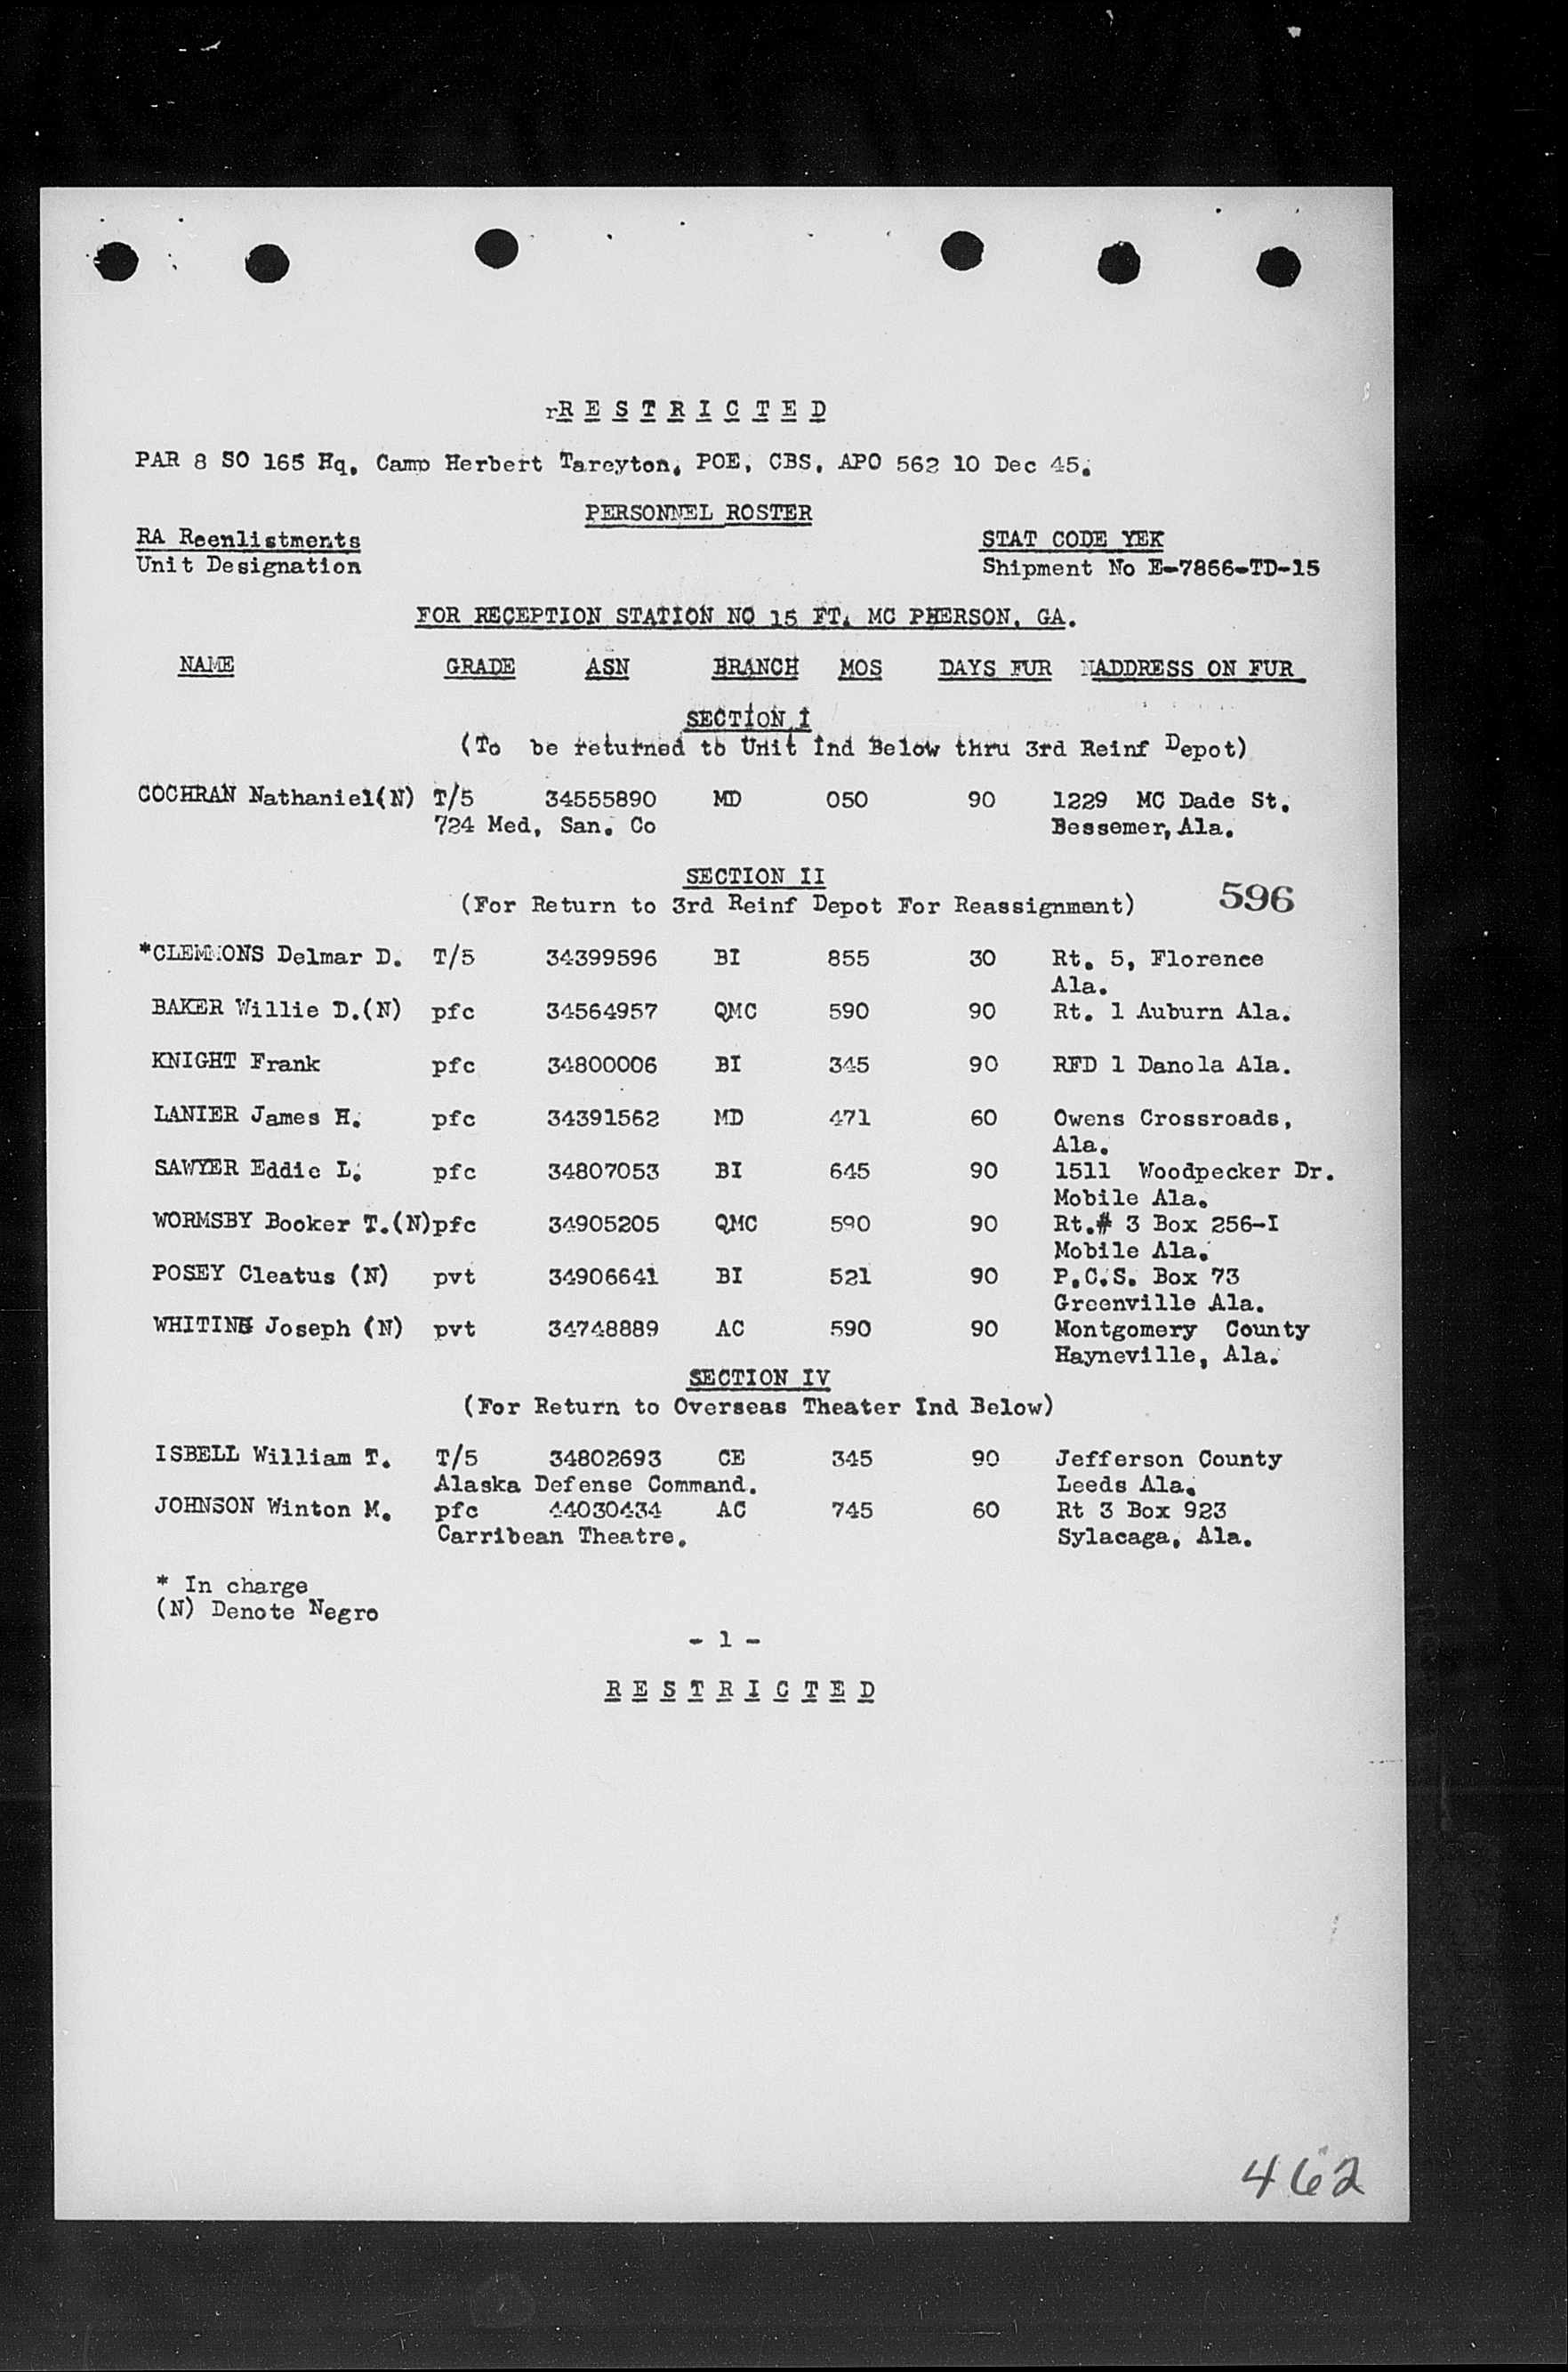 rR E S T R I C T E D
PAR 8 SO 165 Hq. Camp Herbert Tareyton, POE, CBS, APO 562 10 Dec 45.
PERSONNEL ROSTER
RA Reenlistments STAT CODE YEK
Unit Designation Shipment No E-7866-TD-15
FOR RECEPTION STATION NO 15 FT. MC PHERSON, GA.
NAME GRADE ASN BRANCH MOS DAYS FUR ADDRESS ON FUR
SECTION I
(To be returned to Unit Ind Below thru 3rd Reinf Depot)
COCHRAN Nathaniel(N) T/5 34555890 MD 050 90 1229 MC Dade St.
724 Med. San. Co Bessemer, Ala.
SECTION II
(For Return to 3rd Reinf Depot For Reassignment) 596
*CLEMMONS Delmar D. T/5 34399596 BI 855 30 Rt. 5, Florence
Ala.
BAKER Willie D.(N) pfc 34564957 QMC 590 90 Rt. 1 Auburn Ala.
KNIGHT Frank pfc 34800006 BI 345 90 RFD 1 Danola Ala.
LANIER James H. pfc 34391562 MD 471 60 Owens Crossroads,
Ala.
SAWYER Eddie L. pfc 34807053 BI 645 90 1511 Woodpecker Dr.
Mobile Ala.
WORMSBY Booker T.(N)pfc 34905205 QMC 590 90 Rt.# 3 Box 256-I
Mobile Ala.
POSEY Cleatus (N) pvt 34906641 BI 521 90 P.C.S. Box 73
Greenville Ala.
WHITING Joseph (N) pvt 34748889 AC 590 90 Montgomery County
Hayneville, Ala.
SECTION IV
(For Return to Overseas Theater Ind Below)
ISBELL William T. T/5 34802693 CE 345 90 Jefferson County
Alaska Defense Command. Leeds Ala.
JOHNSON Winton M. pfc 44030434 AC 745 60 Rt 3 Box 923
Carribean Theatre. Sylacaga, Ala.
* In charge
(N) Denote Negro
- 1 -
R E S T R I C T E D
462